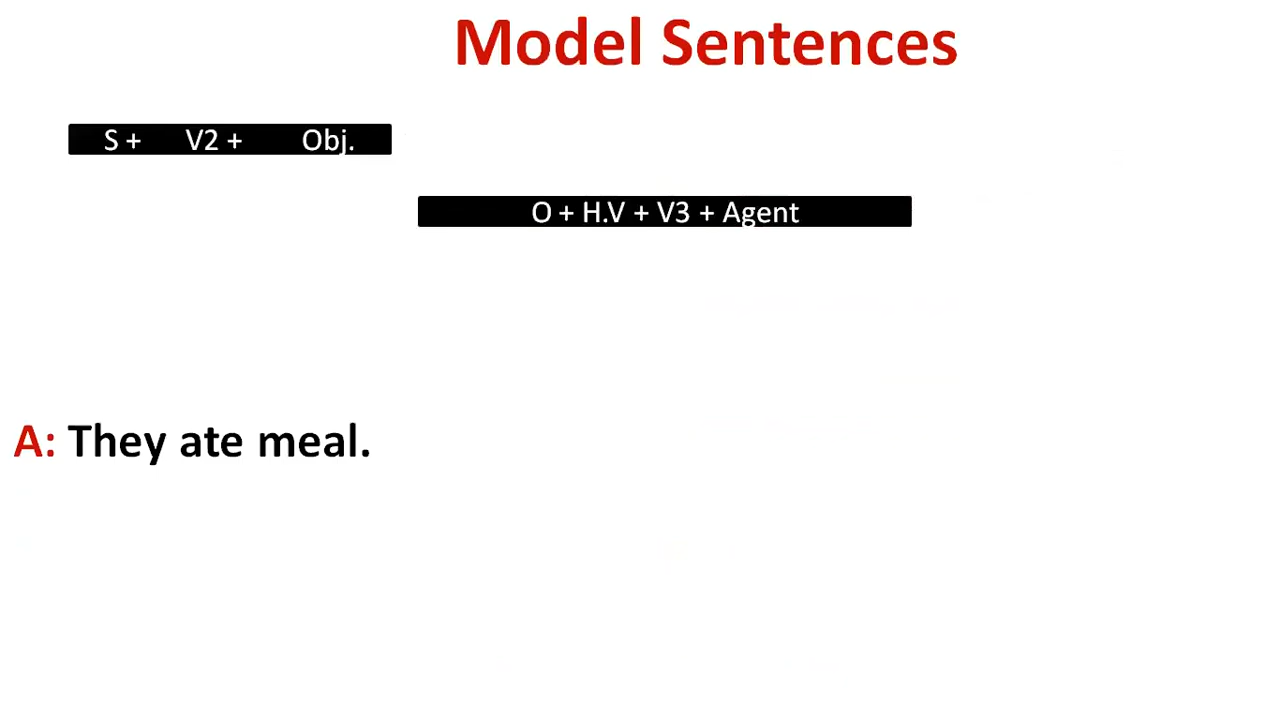 Model Sentences
S + V2 + Obj.
O + H.V + V3 + Agent
A: They ate meal.